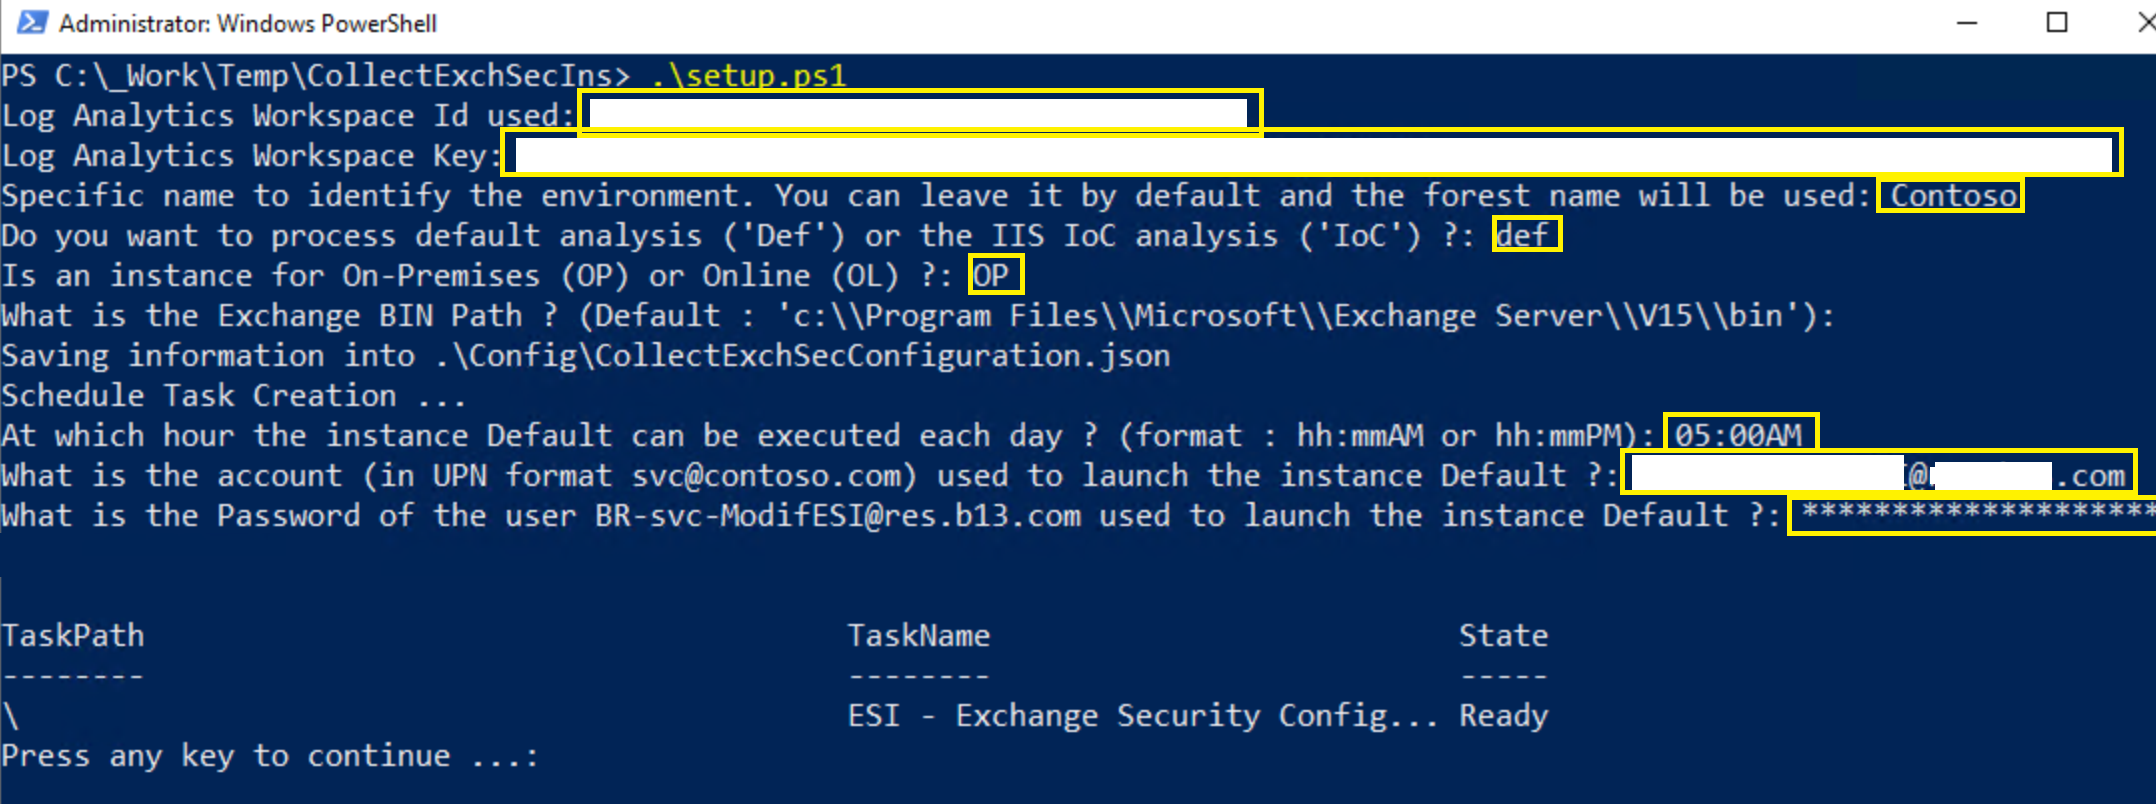 Administrator: Windows PowerShell
PS C:\_Work\Temp\CollectExchSecIns> .\setup.ps1
Log Analytics Workspace Id used:
Log Analytics Workspace Key:
Specific name to identify the environment. You can leave it by default and the forest name will be used: Contoso
Do you want to process default analysis ('Def') or the IIS IoC analysis ('IoC') ?: def
Is an instance for On-Premises (OP) or Online (OL) ?: OP
What is the Exchange BIN Path ? (Default : 'c:\\Program Files\\Microsoft\\Exchange Server\\V15\\bin'):
Saving information into .\Config\CollectExchSecConfiguration.json
Schedule Task Creation ...
At which hour the instance Default can be executed each day ? (format : hh:mmAM or hh:mmPM): 05:00AM
What is the account (in UPN format svc@contoso.com) used to launch the instance Default ?: @ .com
What is the Password of the user BR-svc-ModifESI@res.b13.com used to launch the instance Default ?: ********************
TaskPath TaskName State
-------- -------- -----
\ ESI - Exchange Security Config... Ready
Press any key to continue ...: